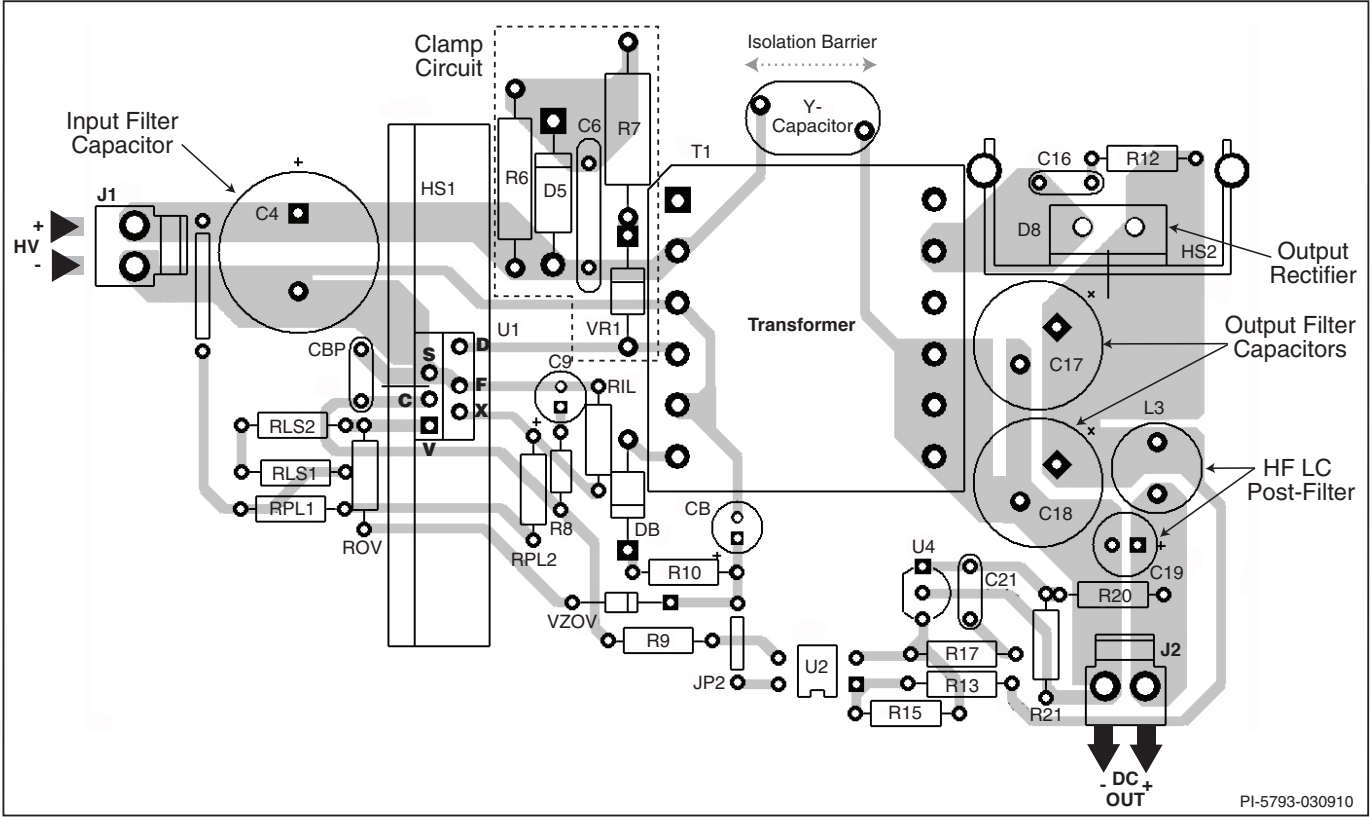 Clamp
Circuit
Isolation Barrier
Y-
Capacitor
Input Filter
Capacitor
+
C6
R7
T1
C16
R12
HS1
R6
D5
J1
C4
D8
HS2
Output
Rectifier
+
HV
-
U1
VR1
Transformer
x
Output Filter
Capacitors
CBP
S
D
C9
C17
F
RIL
C
X
L3
RLS2
+
x
V
RLS1
HF LC
Post-Filter
RPL1
R8
CB
C18
ROV
RPL2
DB
+
U4
+
C19
R10
C21
R20
VZOV
R9
U2
R17
J2
JP2
R13
R15
R21
- DC +
OUT
PI-5793-030910